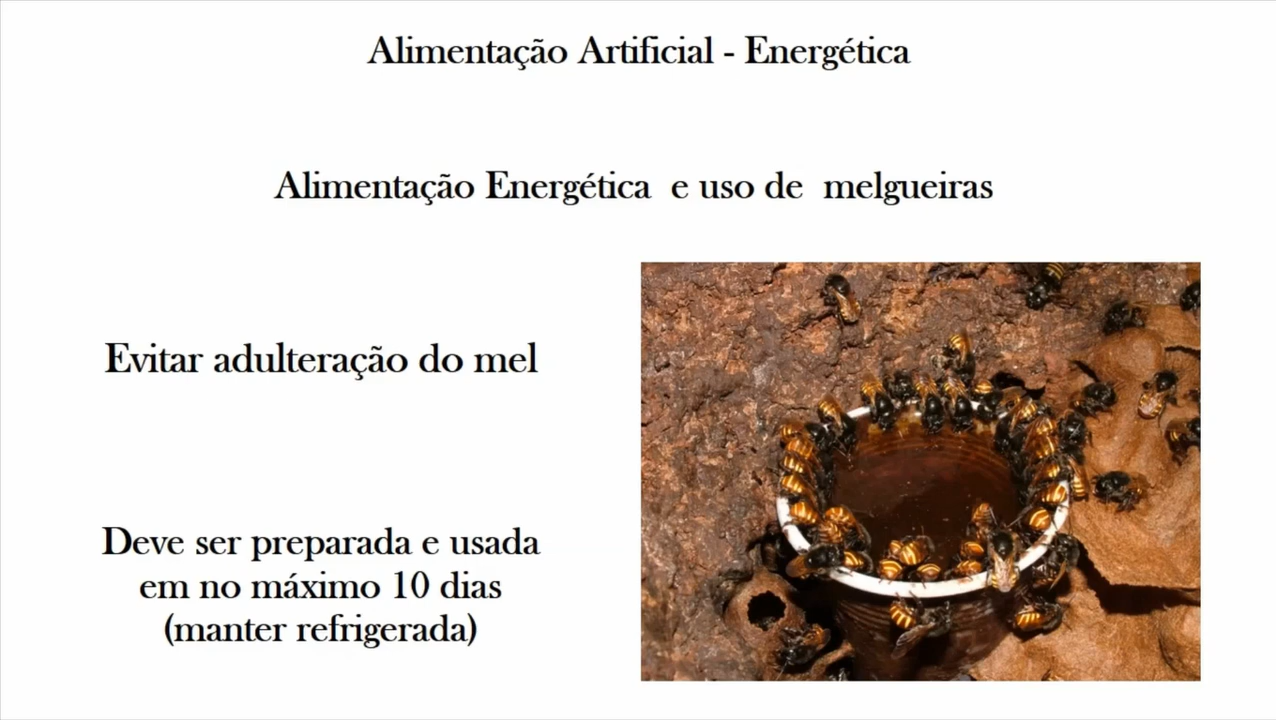 Alimentação Artificial - Energética
Alimentação Energética e uso de melgueiras
Evitar adulteração do mel
Deve ser preparada e usada
em no máximo 10 dias
(manter refrigerada)